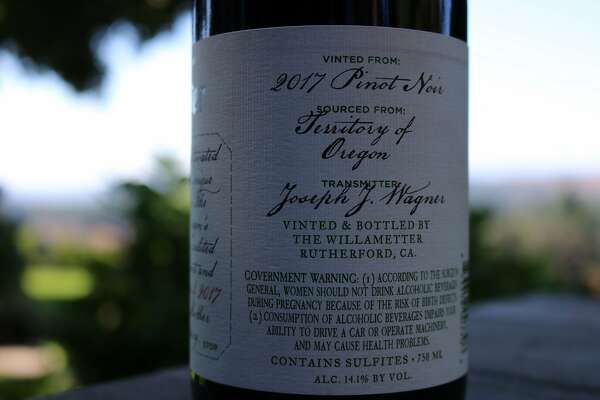 VINTED FROM:
2017 Pinot Noir
SOURCED FROM:
Territory of
Oregon
TRANSMITTER:
Joseph J. Wagner
VINTED & BOTTLED BY
THE WILLAMETTER
RUTHERFORD, CA.
GOVERNMENT WARNING: (1) ACCORDING TO THE SURGEON
GENERAL, WOMEN SHOULD NOT DRINK ALCOHOLIC BEVERAGES
DURING PREGNANCY BECAUSE OF THE RISK OF BIRTH DEFECTS.
(2) CONSUMPTION OF ALCOHOLIC BEVERAGES IMPAIRS YOUR
ABILITY TO DRIVE A CAR OR OPERATE MACHINERY,
AND MAY CAUSE HEALTH PROBLEMS.
CONTAINS SULFITES • 750 ML
ALC. 14.1% BY VOL.
the
2017
STOP